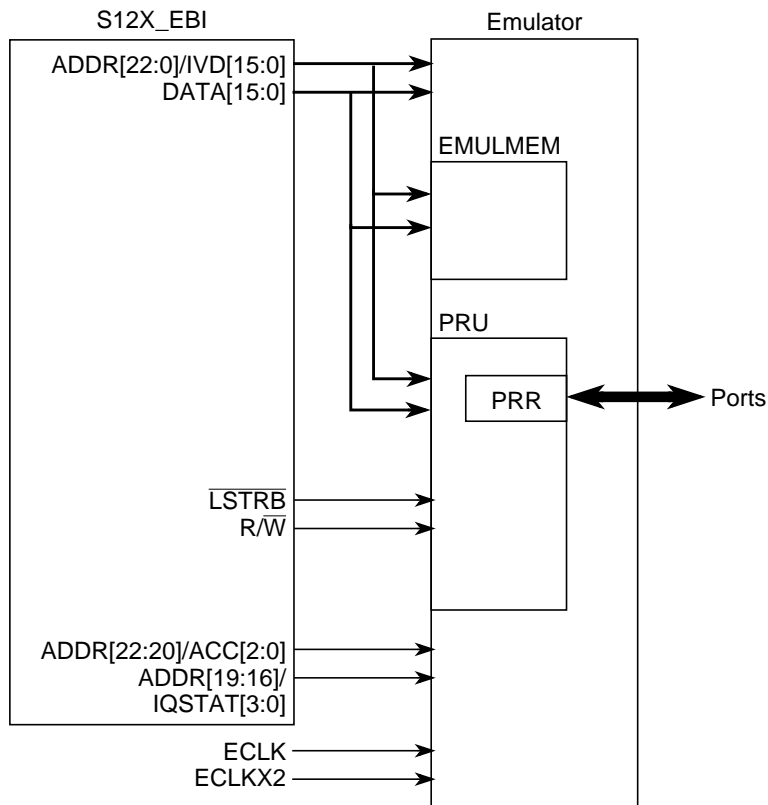 S12X_EBI
Emulator
ADDR[22:0]/IVD[15:0]
DATA[15:0]
EMULMEM
PRU
PRR
Ports
LSTRB
R/W
ADDR[22:20]/ACC[2:0]
ADDR[19:16]/
IQSTAT[3:0]
ECLK
ECLKX2